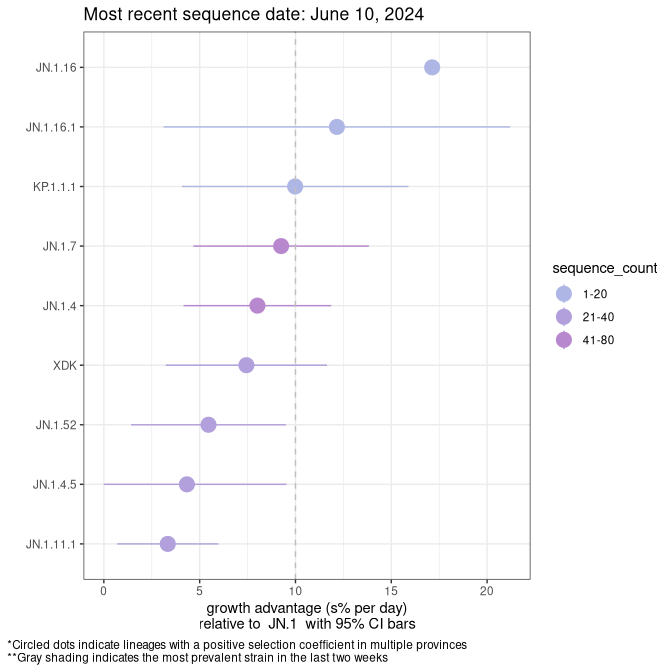 Most recent sequence date: June 10, 2024
JN.1.16
JN.1.16.1
KP.1.1.1
JN.1.7
JN.1.4
XDK
JN.1.52
JN.1.4.5
JN.1.11.1
sequence_count
1-20
21-40
41-80
0 5 10 15 20
growth advantage (s% per day)
relative to JN.1 with 95% CI bars
*Circled dots indicate lineages with a positive selection coefficient in multiple provinces
**Gray shading indicates the most prevalent strain in the last two weeks